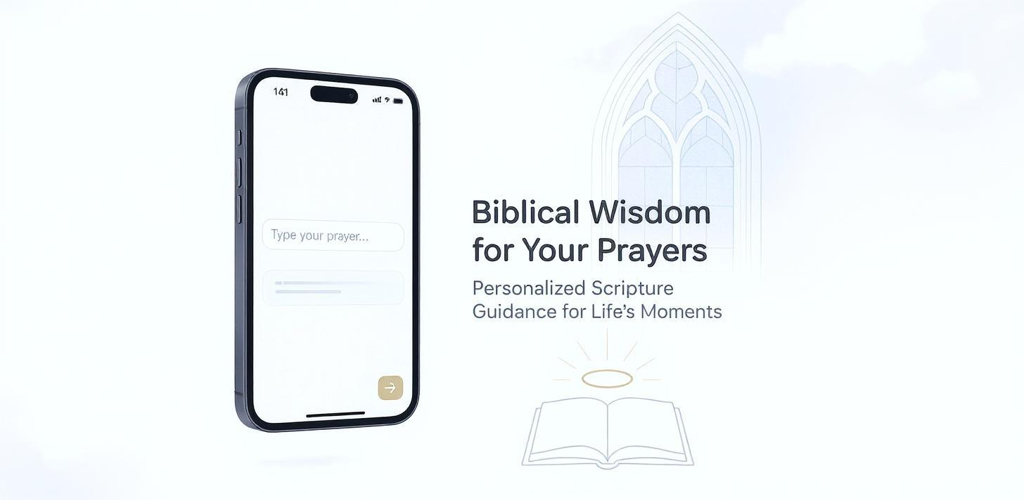 141
Type your prayer...
Biblical Wisdom
for Your Prayers
Personalized Scripture
Guidance for Life's Moments